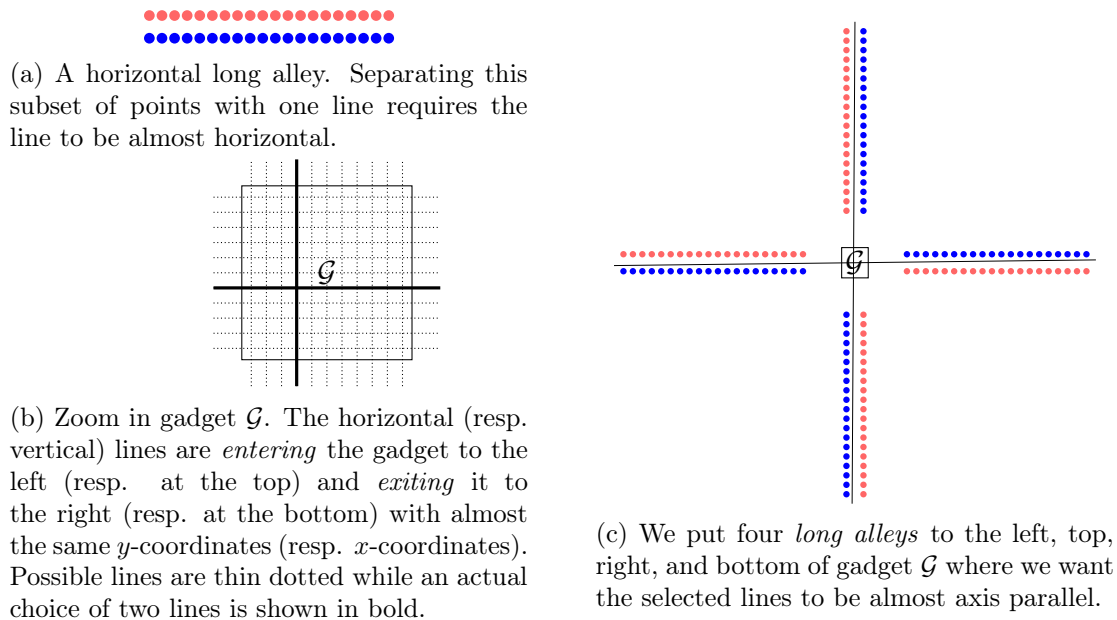 (a) A horizontal long alley. Separating this
subset of points with one line requires the
line to be almost horizontal.
𝒢
(b) Zoom in gadget 𝒢. The horizontal (resp.
vertical) lines are entering the gadget to the
left (resp. at the top) and exiting it to
the right (resp. at the bottom) with almost
the same y-coordinates (resp. x-coordinates).
Possible lines are thin dotted while an actual
choice of two lines is shown in bold.
𝒢
(c) We put four long alleys to the left, top,
right, and bottom of gadget 𝒢 where we want
the selected lines to be almost axis parallel.